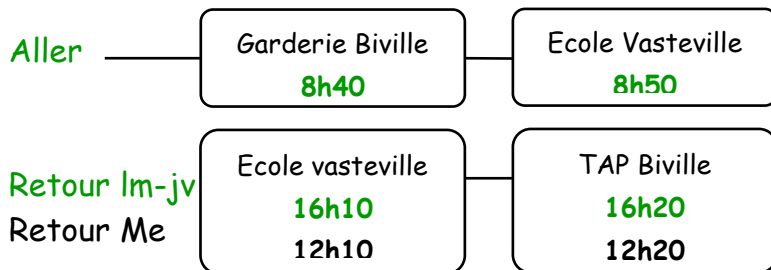 Aller
Garderie Biville
8h40
Ecole Vasteville
8h50
Retour lm-jv
Retour Me
Ecole vasteville
16h10
12h10
TAP Biville
16h20
12h20